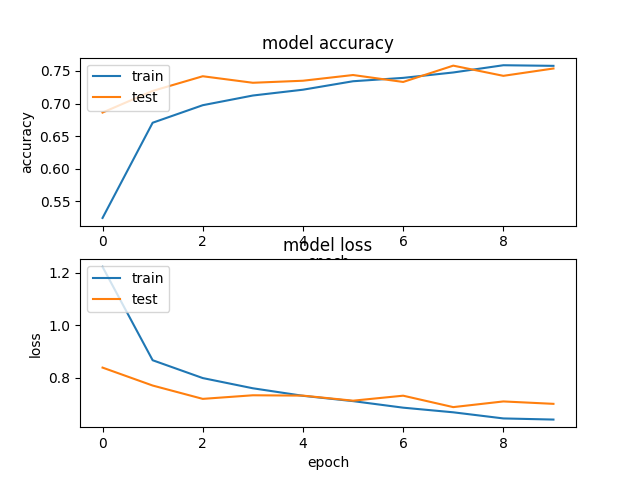 model accuracy
0.75
0.70
0.65
0.60
0.55
accuracy
train
test
0 2 4 6 8
epoch
model loss
1.2
1.0
0.8
loss
train
test
0 2 4 6 8
epoch